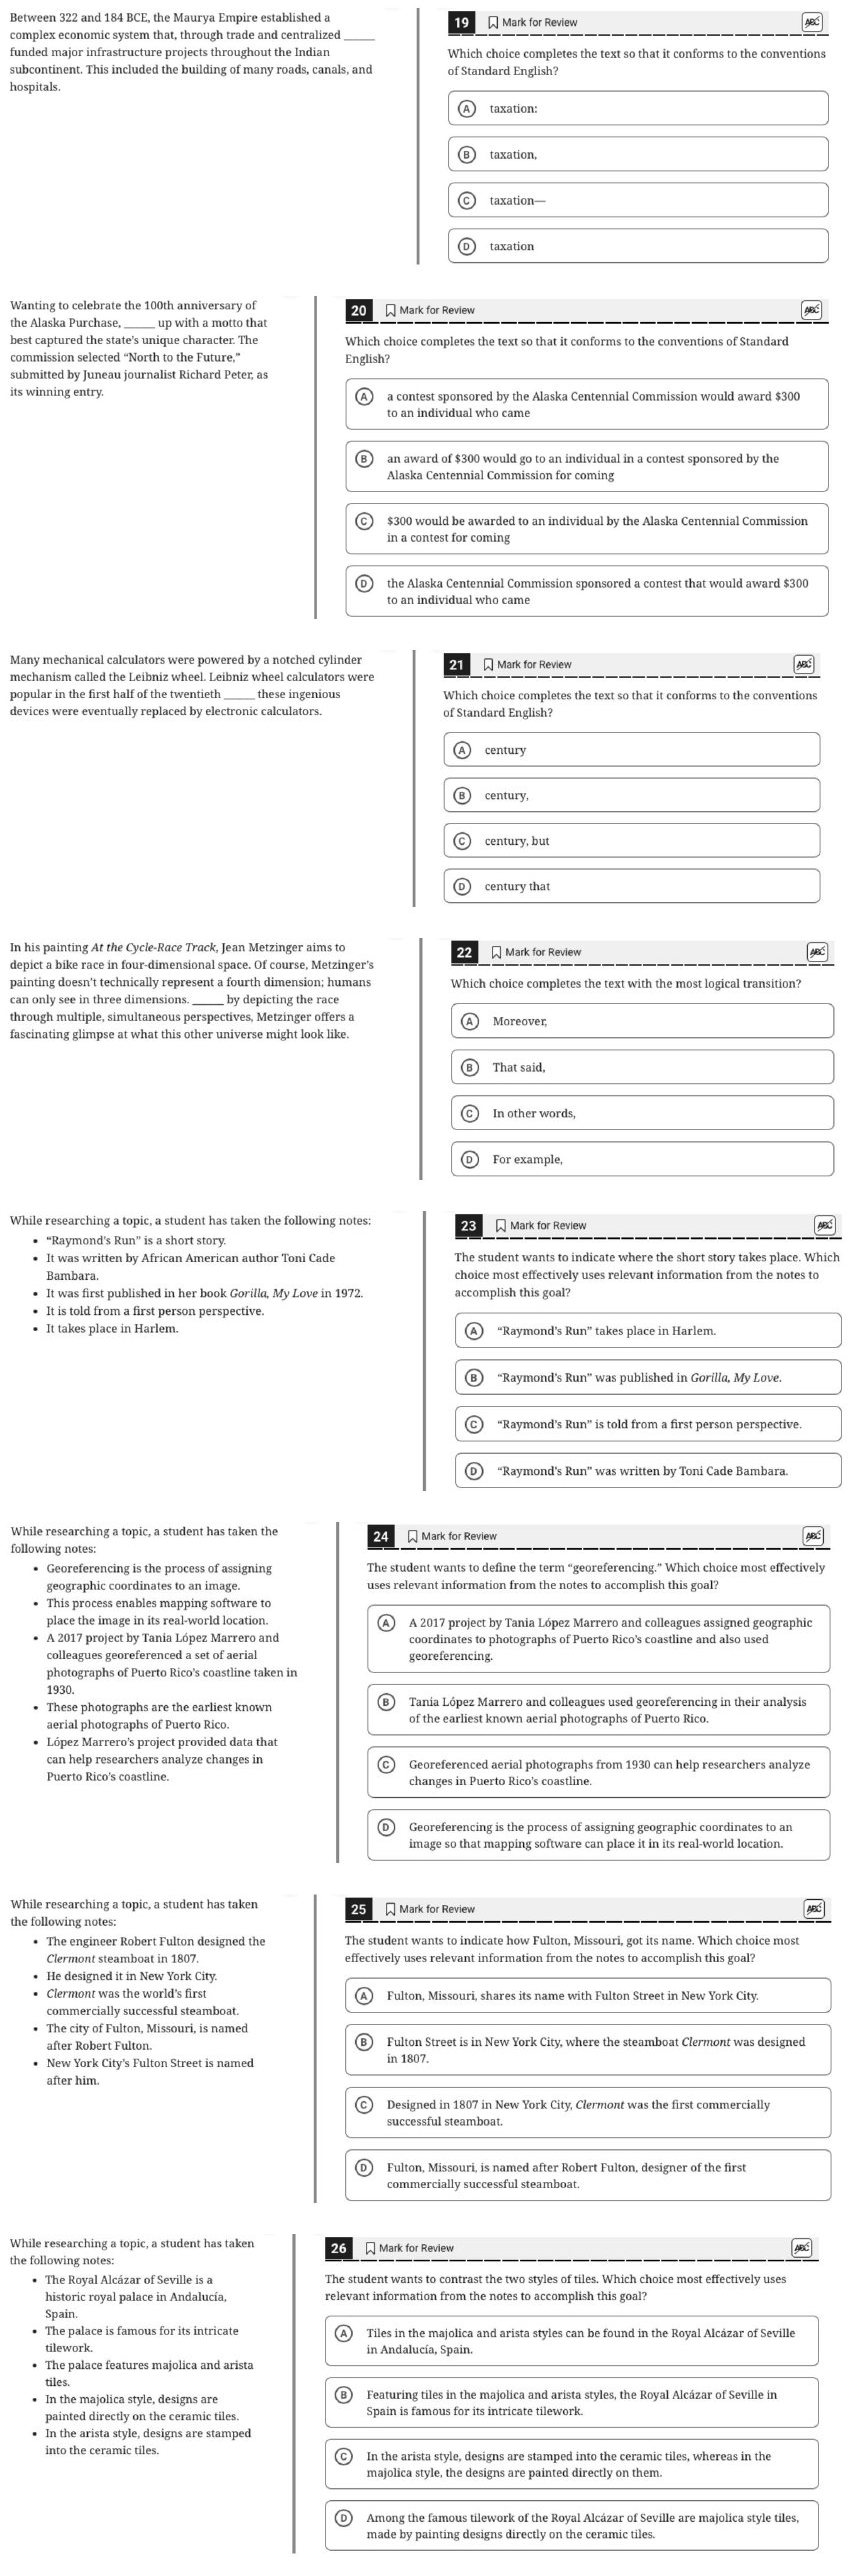 Between 322 and 184 BCE, the Maurya Empire established a
complex economic system that, through trade and centralized ______
funded major infrastructure projects throughout the Indian
subcontinent. This included the building of many roads, canals, and
hospitals.
19 Mark for Review ABC
Which choice completes the text so that it conforms to the conventions
of Standard English?
A taxation:
B taxation,
C taxation—
D taxation
Wanting to celebrate the 100th anniversary of
the Alaska Purchase, ______ up with a motto that
best captured the state’s unique character. The
commission selected “North to the Future,”
submitted by Juneau journalist Richard Peter, as
its winning entry.
20 Mark for Review ABC
Which choice completes the text so that it conforms to the conventions of Standard
English?
A a contest sponsored by the Alaska Centennial Commission would award $300
to an individual who came
B an award of $300 would go to an individual in a contest sponsored by the
Alaska Centennial Commission for coming
C $300 would be awarded to an individual by the Alaska Centennial Commission
in a contest for coming
D the Alaska Centennial Commission sponsored a contest that would award $300
to an individual who came
Many mechanical calculators were powered by a notched cylinder
mechanism called the Leibniz wheel. Leibniz wheel calculators were
popular in the first half of the twentieth ______ these ingenious
devices were eventually replaced by electronic calculators.
21 Mark for Review ABC
Which choice completes the text so that it conforms to the conventions
of Standard English?
A century
B century,
C century, but
D century that
In his painting At the Cycle-Race Track, Jean Metzinger aims to
depict a bike race in four-dimensional space. Of course, Metzinger’s
painting doesn’t technically represent a fourth dimension; humans
can only see in three dimensions. ______ by depicting the race
through multiple, simultaneous perspectives, Metzinger offers a
fascinating glimpse at what this other universe might look like.
22 Mark for Review ABC
Which choice completes the text with the most logical transition?
A Moreover,
B That said,
C In other words,
D For example,
While researching a topic, a student has taken the following notes:
• “Raymond’s Run” is a short story.
• It was written by African American author Toni Cade
Bambara.
• It was first published in her book Gorilla, My Love in 1972.
• It is told from a first person perspective.
• It takes place in Harlem.
23 Mark for Review ABC
The student wants to indicate where the short story takes place. Which
choice most effectively uses relevant information from the notes to
accomplish this goal?
A “Raymond’s Run” takes place in Harlem.
B “Raymond’s Run” was published in Gorilla, My Love.
C “Raymond’s Run” is told from a first person perspective.
D “Raymond’s Run” was written by Toni Cade Bambara.
While researching a topic, a student has taken the
following notes:
• Georeferencing is the process of assigning
geographic coordinates to an image.
• This process enables mapping software to
place the image in its real-world location.
• A 2017 project by Tania López Marrero and
colleagues georeferenced a set of aerial
photographs of Puerto Rico’s coastline taken in
1930.
• These photographs are the earliest known
aerial photographs of Puerto Rico.
• López Marrero’s project provided data that
can help researchers analyze changes in
Puerto Rico’s coastline.
24 Mark for Review ABC
The student wants to define the term “georeferencing.” Which choice most effectively
uses relevant information from the notes to accomplish this goal?
A A 2017 project by Tania López Marrero and colleagues assigned geographic
coordinates to photographs of Puerto Rico’s coastline and also used
georeferencing.
B Tania López Marrero and colleagues used georeferencing in their analysis
of the earliest known aerial photographs of Puerto Rico.
C Georeferenced aerial photographs from 1930 can help researchers analyze
changes in Puerto Rico’s coastline.
D Georeferencing is the process of assigning geographic coordinates to an
image so that mapping software can place it in its real-world location.
While researching a topic, a student has taken
the following notes:
• The engineer Robert Fulton designed the
Clermont steamboat in 1807.
• He designed it in New York City.
• Clermont was the world’s first
commercially successful steamboat.
• The city of Fulton, Missouri, is named
after Robert Fulton.
• New York City’s Fulton Street is named
after him.
25 Mark for Review ABC
The student wants to indicate how Fulton, Missouri, got its name. Which choice most
effectively uses relevant information from the notes to accomplish this goal?
A Fulton, Missouri, shares its name with Fulton Street in New York City.
B Fulton Street is in New York City, where the steamboat Clermont was designed
in 1807.
C Designed in 1807 in New York City, Clermont was the first commercially
successful steamboat.
D Fulton, Missouri, is named after Robert Fulton, designer of the first
commercially successful steamboat.
While researching a topic, a student has taken
the following notes:
• The Royal Alcázar of Seville is a
historic royal palace in Andalucía,
Spain.
• The palace is famous for its intricate
tilework.
• The palace features majolica and arista
tiles.
• In the majolica style, designs are
painted directly on the ceramic tiles.
• In the arista style, designs are stamped
into the ceramic tiles.
26 Mark for Review ABC
The student wants to contrast the two styles of tiles. Which choice most effectively uses
relevant information from the notes to accomplish this goal?
A Tiles in the majolica and arista styles can be found in the Royal Alcázar of Seville
in Andalucía, Spain.
B Featuring tiles in the majolica and arista styles, the Royal Alcázar of Seville in
Spain is famous for its intricate tilework.
C In the arista style, designs are stamped into the ceramic tiles, whereas in the
majolica style, the designs are painted directly on them.
D Among the famous tilework of the Royal Alcázar of Seville are majolica style tiles,
made by painting designs directly on the ceramic tiles.